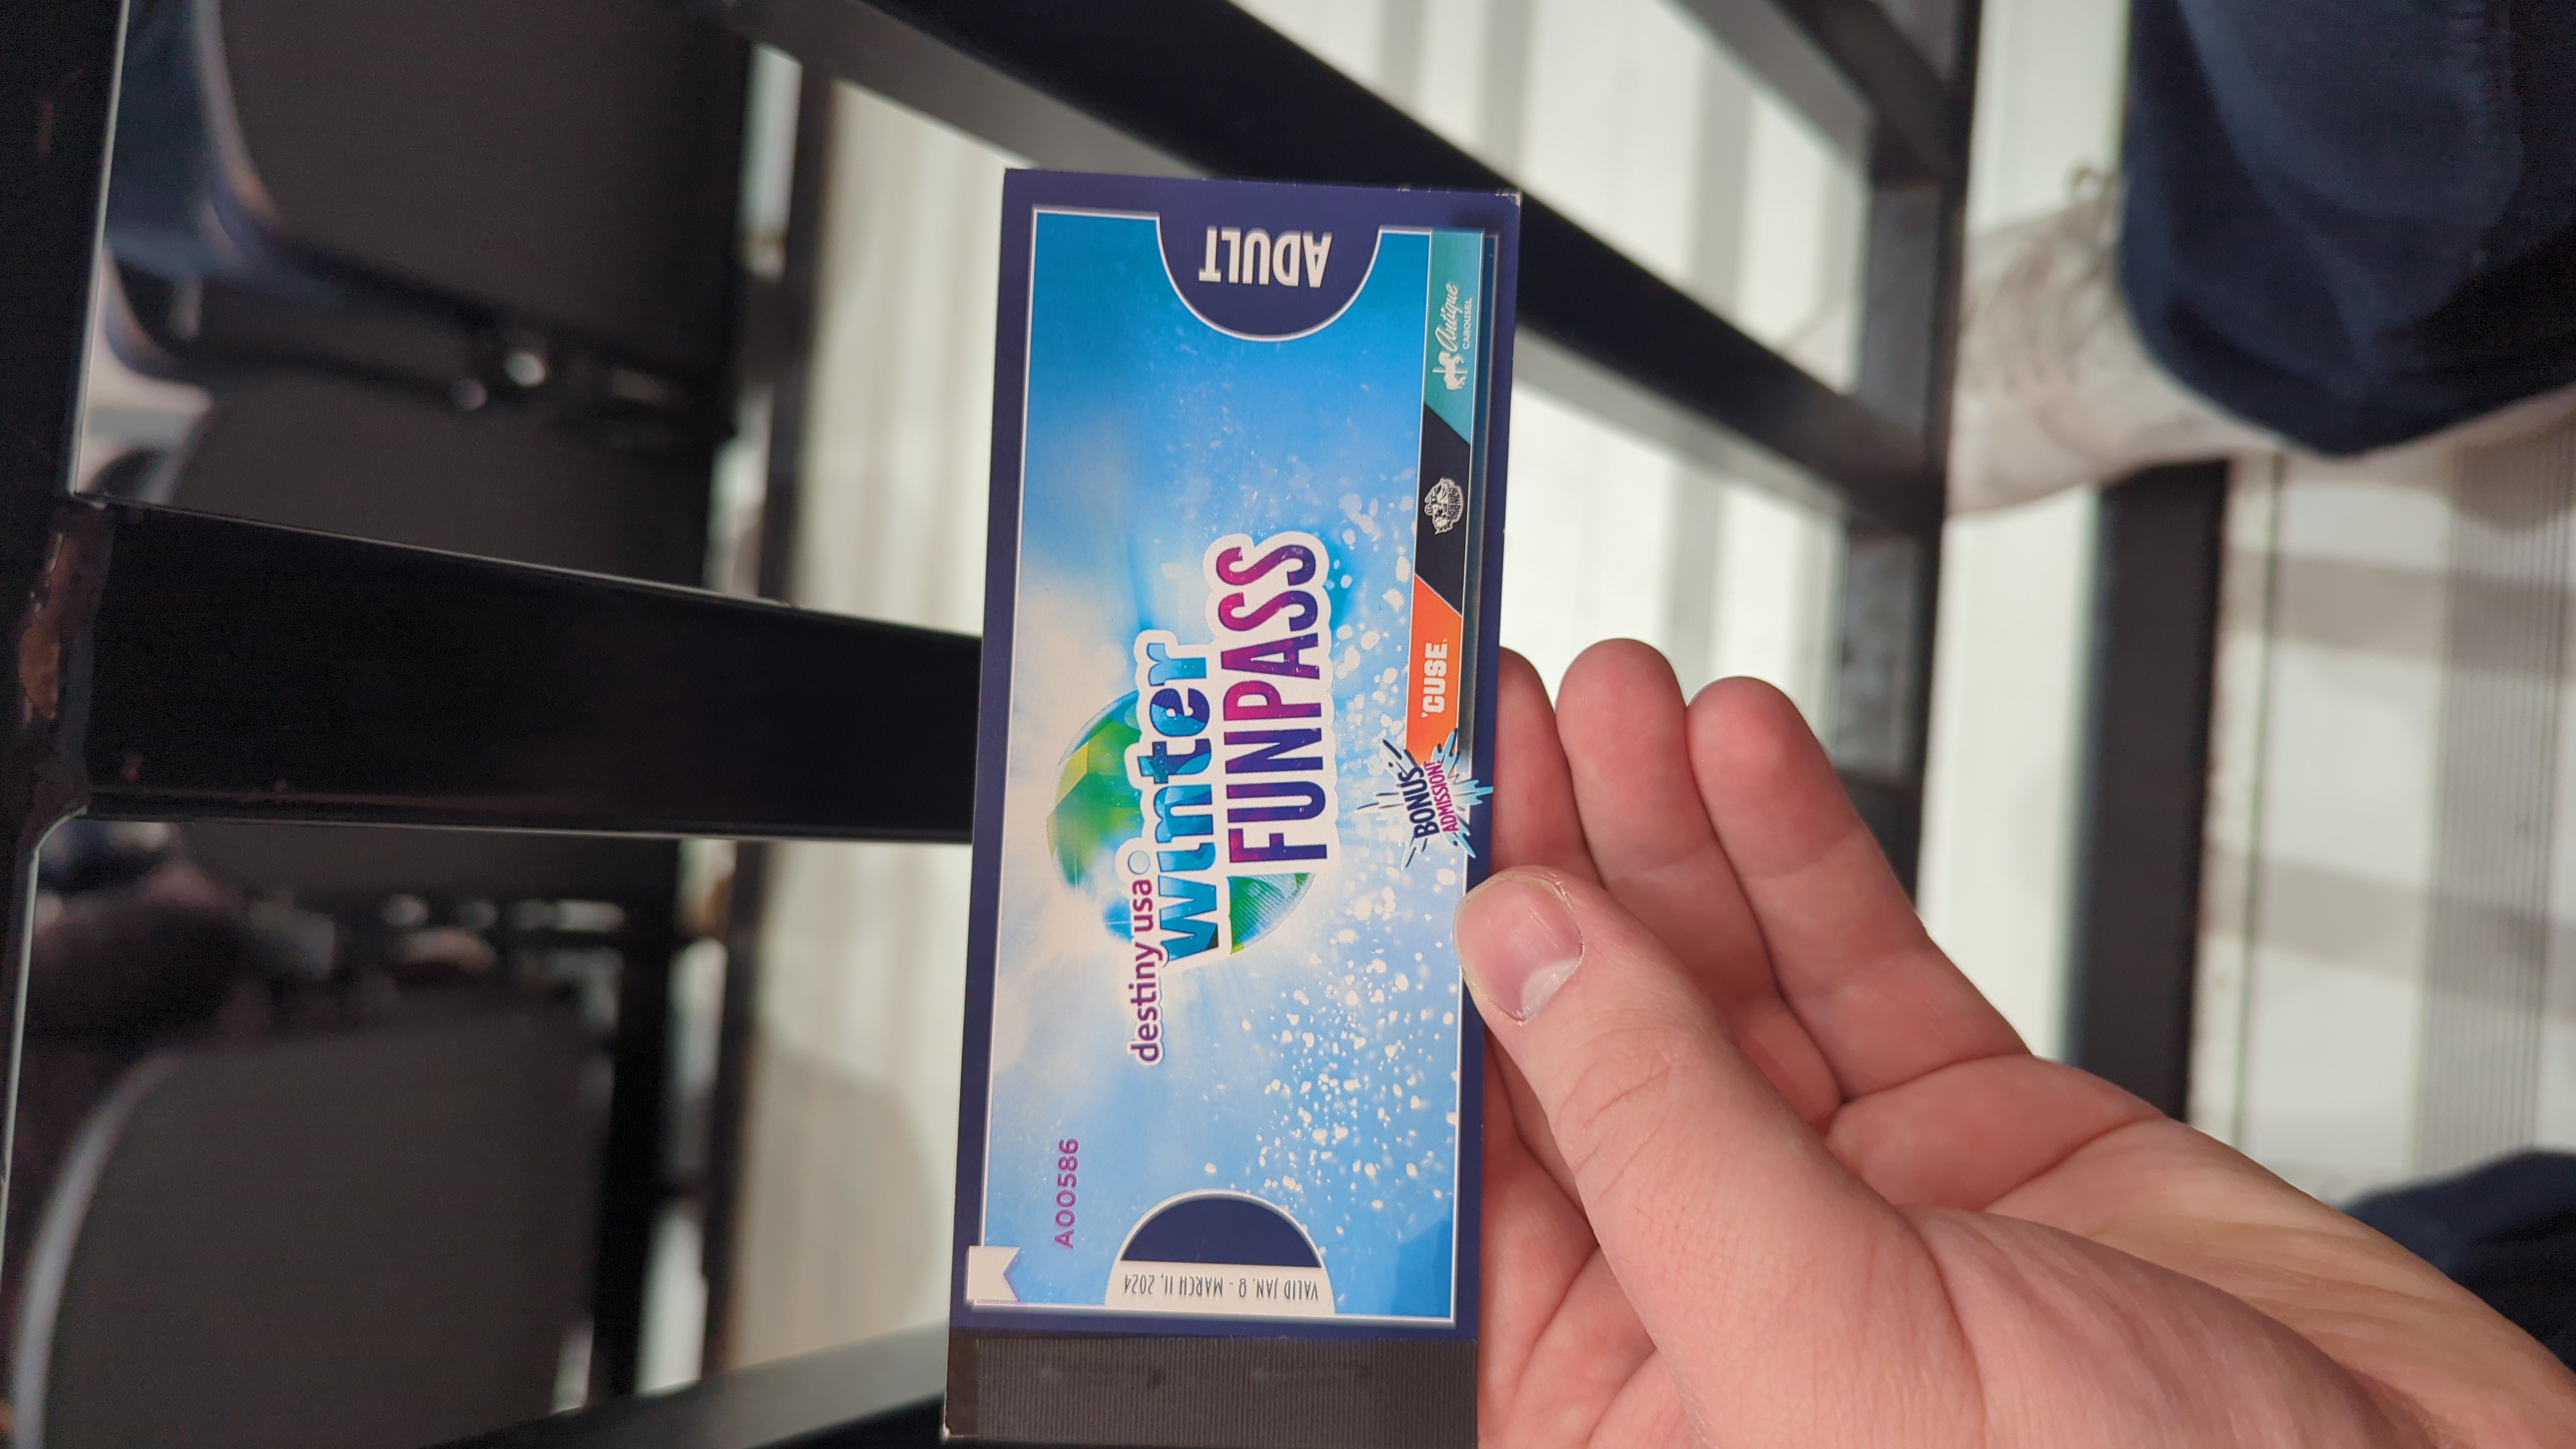 A00586
destiny usa
winter
FUNPASS
ADULT
VALID JAN. 8 - MARCH 11, 2024
BONUS
ADMISSION!
'CUSE.
Antique
CAROUSEL